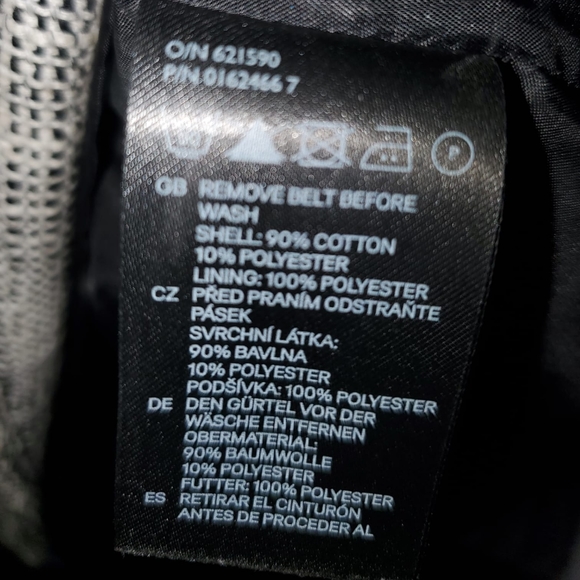 O/N 621590
P/N 0162466 7
P
GB REMOVE BELT BEFORE
WASH
SHELL: 90% COTTON
10% POLYESTER
LINING: 100% POLYESTER
CZ PŘED PRANÍM ODSTRAŇTE
PÁSEK
SVRCHNÍ LÁTKA:
90% BAVLNA
10% POLYESTER
PODŠÍVKA: 100% POLYESTER
DE DEN GÜRTEL VOR DER
WÄSCHE ENTFERNEN
OBERMATERIAL:
90% BAUMWOLLE
10% POLYESTER
FUTTER: 100% POLYESTER
ES RETIRAR EL CINTURÓN
ANTES DE PROCEDER AL